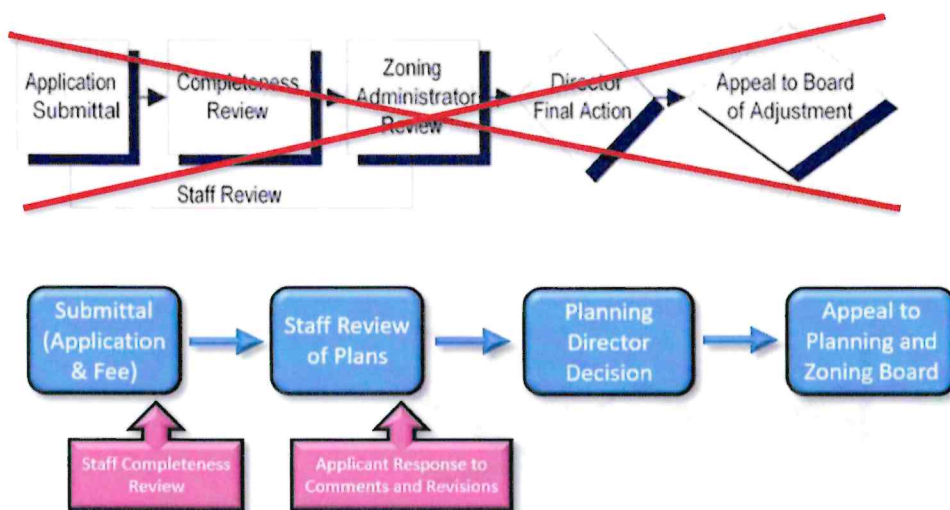 Application
Submittal
Completeness
Review
Zoning
Administrator
Review
Director
Final Action
Appeal to Board
of Adjustment
Staff Review
Submittal
(Application
& Fee)
Staff Review
of Plans
Planning
Director
Decision
Appeal to
Planning and
Zoning Board
Staff Completeness
Review
Applicant Response to
Comments and Revisions